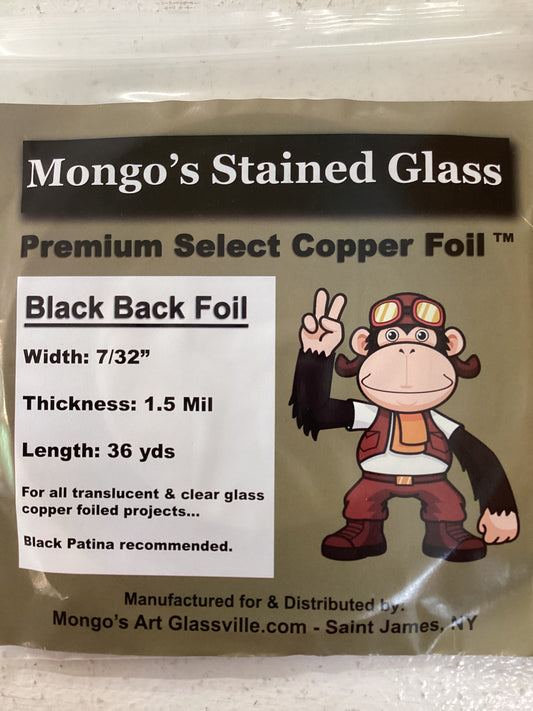 Mongo’s Stained Glass
Premium Select Copper Foil ™
Black Back Foil
Width: 7/32”
Thickness: 1.5 Mil
Length: 36 yds
For all translucent & clear glass
copper foiled projects...
Black Patina recommended.
Manufactured for & Distributed by:
Mongo’s Art Glassville.com - Saint James, NY